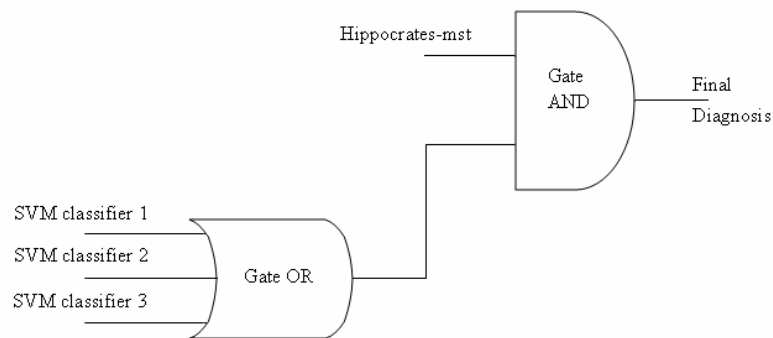 Hippocrates-mst
Gate
AND
Final
Diagnosis
SVM classifier 1
SVM classifier 2
SVM classifier 3
Gate OR